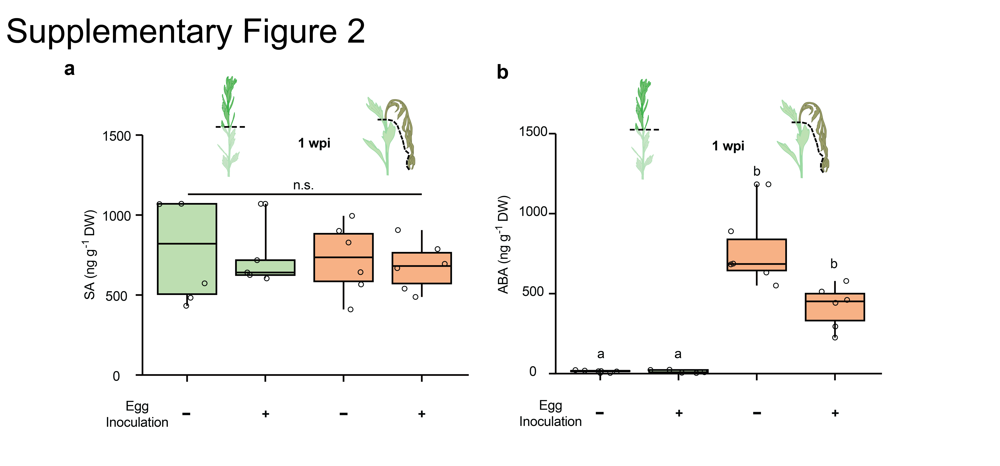 Supplementary Figure 2
a
1 wpi
n.s.
1500
1000
500
0
SA (ng g⁻¹ DW)
Egg
Inoculation
− + − +
b
1 wpi
b
b
a a
1500
1000
500
0
ABA (ng g⁻¹ DW)
Egg
Inoculation
− + − +